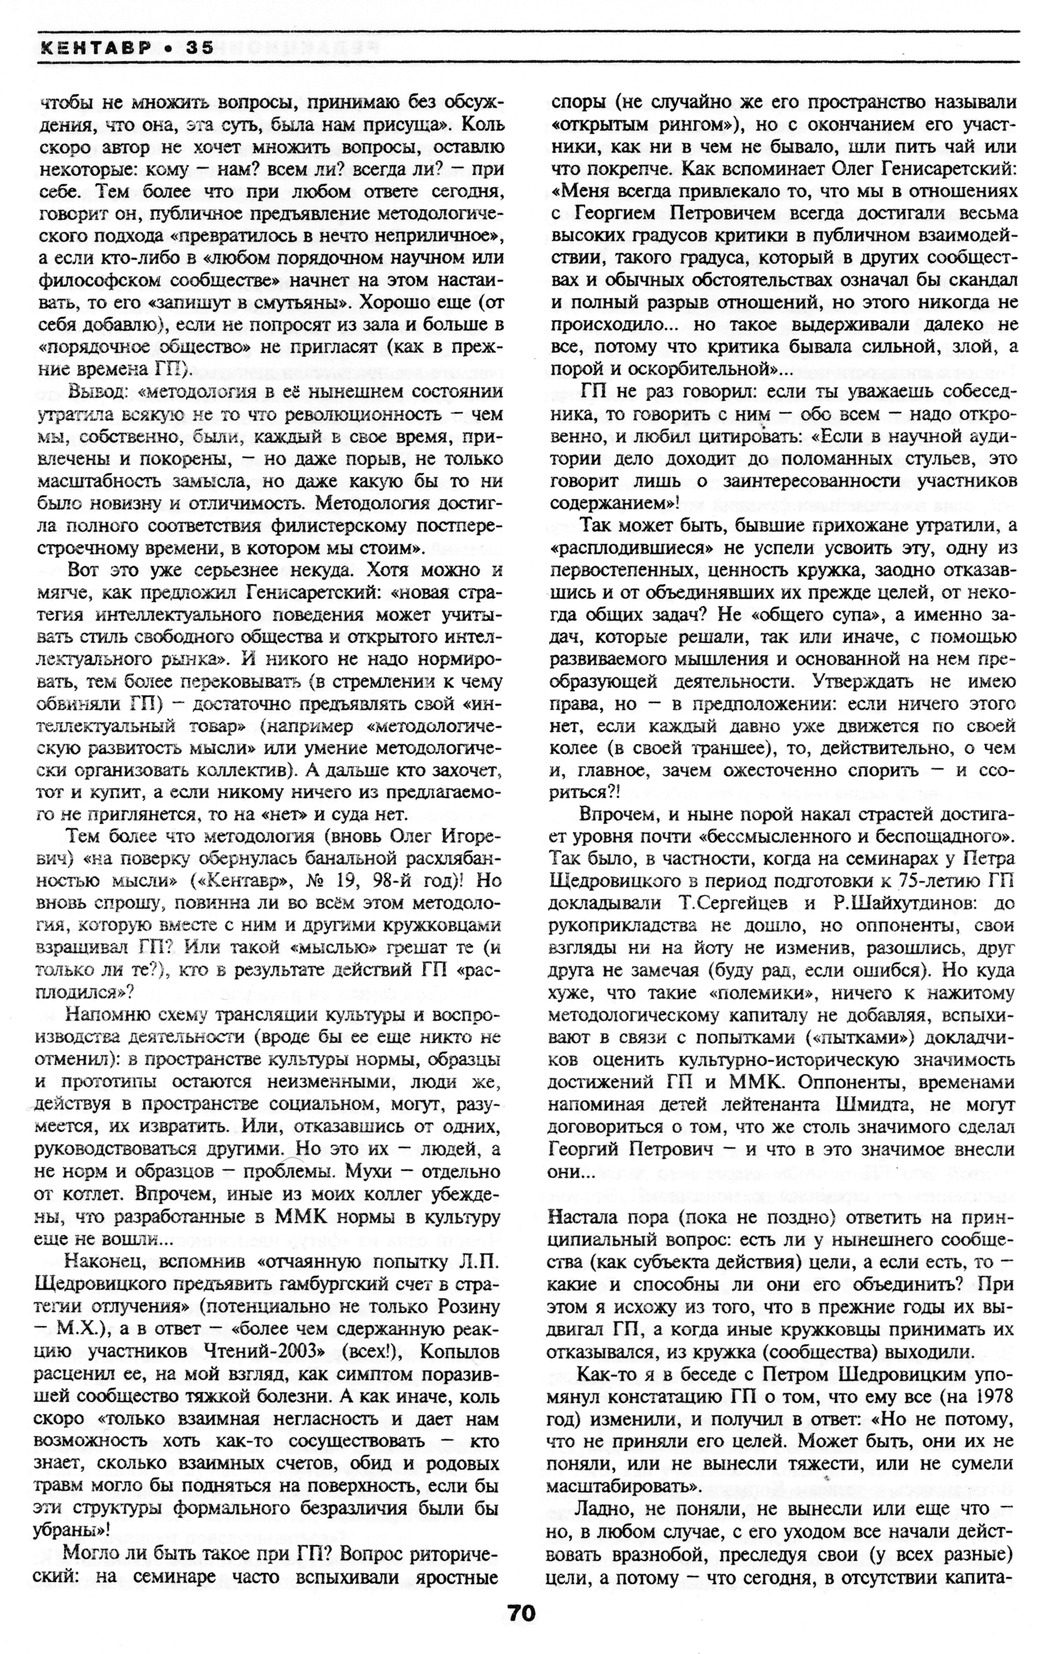 КЕНТАВР • 35
чтобы не множить вопросы, принимаю без обсуж-
дения, что она, эта суть, была нам присуща». Коль
скоро автор не хочет множить вопросы, оставлю
некоторые: кому — нам? всем ли? всегда ли? — при
себе. Тем более что при любом ответе сегодня,
говорит он, публичное предъявление методологиче-
ского подхода «превратилось в нечто неприличное»,
а если кто-либо в «любом порядочном научном или
философском сообществе» начнет на этом настаи-
вать, то его «запишут в смутьяны». Хорошо еще (от
себя добавлю), если не попросят из зала и больше в
«порядочное общество» не пригласят (как в преж-
ние времена ГП).
Вывод: «методология в её нынешнем состоянии
утратила всякую не то что революционность — чем
мы, собственно, были, каждый в свое время, при-
влечены и покорены, — но даже порыв, не только
масштабность замысла, но даже какую бы то ни
было новизну и отличимость. Методология достиг-
ла полного соответствия филистерскому постпере-
строечному времени, в котором мы стоим».
Вот это уже серьезнее некуда. Хотя можно и
мягче, как предложил Генисаретский: «новая стра-
тегия интеллектуального поведения может учиты-
вать стиль свободного общества и открытого интел-
лектуального рынка». И никого не надо нормиро-
вать, тем более перековывать (в стремлении к чему
обвиняли ГП) — достаточно предъявлять свой «ин-
теллектуальный товар» (например «методологиче-
скую развитость мысли» или умение методологиче-
ски организовать коллектив). А дальше кто захочет,
тот и купит, а если никому ничего из предлагаемо-
го не приглянется, то на «нет» и суда нет.
Тем более что методология (вновь Олег Игоре-
вич) «на поверку обернулась банальной расхлябан-
ностью мысли» («Кентавр», № 19, 98-й год)! Но
вновь спрошу, повинна ли во всём этом методоло-
гия, которую вместе с ним и другими кружковцами
взращивал ГП? Или такой «мыслью» грешат те (и
только ли те?), кто в результате действий ГП «рас-
плодился»?
Напомню схему трансляции культуры и воспро-
изводства деятельности (вроде бы ее еще никто не
отменил): в пространстве культуры нормы, образцы
и прототипы остаются неизменными, люди же,
действуя в пространстве социальном, могут, разу-
меется, их извратить. Или, отказавшись от одних,
руководствоваться другими. Но это их — людей, а
не норм и образцов — проблемы. Мухи — отдельно
от котлет. Впрочем, иные из моих коллег убежде-
ны, что разработанные в ММК нормы в культуру
еще не вошли...
Наконец, вспомнив «отчаянную попытку Л.П.
Щедровицкого предъявить гамбургский счет в стра-
тегии отлучения» (потенциально не только Розину
— М.Х.), а в ответ — «более чем сдержанную реак-
цию участников Чтений-2003» (всех!), Копылов
расценил ее, на мой взгляд, как симптом поразив-
шей сообщество тяжкой болезни. А как иначе, коль
скоро «только взаимная негласность и дает нам
возможность хоть как-то сосуществовать — кто
знает, сколько взаимных счетов, обид и родовых
травм могло бы подняться на поверхность, если бы
эти структуры формального безразличия были бы
убраны»!
Могло ли быть такое при ГП? Вопрос риториче-
ский: на семинаре часто вспыхивали яростные
споры (не случайно же его пространство называли
«открытым рингом»), но с окончанием его участ-
ники, как ни в чем не бывало, шли пить чай или
что покрепче. Как вспоминает Олег Генисаретский:
«Меня всегда привлекало то, что мы в отношениях
с Георгием Петровичем всегда достигали весьма
высоких градусов критики в публичном взаимодей-
ствии, такого градуса, который в других сообщест-
вах и обычных обстоятельствах означал бы скандал
и полный разрыв отношений, но этого никогда не
происходило... но такое выдерживали далеко не
все, потому что критика бывала сильной, злой, а
порой и оскорбительной»...
ГП не раз говорил: если ты уважаешь собесед-
ника, то говорить с ним — обо всем — надо откро-
венно, и любил цитировать: «Если в научной ауди-
тории дело доходит до поломанных стульев, это
говорит лишь о заинтересованности участников
содержанием»!
Так может быть, бывшие прихожане утратили, а
«расплодившиеся» не успели усвоить эту, одну из
первостепенных, ценность кружка, заодно отказав-
шись и от объединявших их прежде целей, от неко-
гда общих задач? Не «общего супа», а именно за-
дач, которые решали, так или иначе, с помощью
развиваемого мышления и основанной на нем пре-
образующей деятельности. Утверждать не имею
права, но — в предположении: если ничего этого
нет, если каждый давно уже движется по своей
колее (в своей траншее), то, действительно, о чем
и, главное, зачем ожесточенно спорить — и ссо-
риться?!
Впрочем, и ныне порой накал страстей достига-
ет уровня почти «бессмысленного и беспощадного».
Так было, в частности, когда на семинарах у Петра
Щедровицкого в период подготовки к 75-летию ГП
докладывали Т.Сергейцев и Р.Шайхутдинов: до
рукоприкладства не дошло, но оппоненты, свои
взгляды ни на йоту не изменив, разошлись, друг
друга не замечая (буду рад, если ошибся). Но куда
хуже, что такие «полемики», ничего к нажитому
методологическому капиталу не добавляя, вспыхи-
вают в связи с попытками («пытками») докладчи-
ков оценить культурно-историческую значимость
достижений ГП и ММК. Оппоненты, временами
напоминая детей лейтенанта Шмидта, не могут
договориться о том, что же столь значимого сделал
Георгий Петрович — и что в это значимое внесли
они...
Настала пора (пока не поздно) ответить на прин-
ципиальный вопрос: есть ли у нынешнего сообще-
ства (как субъекта действия) цели, а если есть, то —
какие и способны ли они его объединить? При
этом я исхожу из того, что в прежние годы их вы-
двигал ГП, а когда иные кружковцы принимать их
отказывался, из кружка (сообщества) выходили.
Как-то я в беседе с Петром Шедровицким упо-
мянул констатацию ГП о том, что ему все (на 1978
год) изменили, и получил в ответ: «Но не потому,
что не приняли его целей. Может быть, они их не
поняли, или не вынесли тяжести, или не сумели
масштабировать».
Ладно, не поняли, не вынесли или еще что —
но, в любом случае, с его уходом все начали дейст-
вовать вразнобой, преследуя свои (у всех разные)
цели, а потому — что сегодня, в отсутствии капита-
70